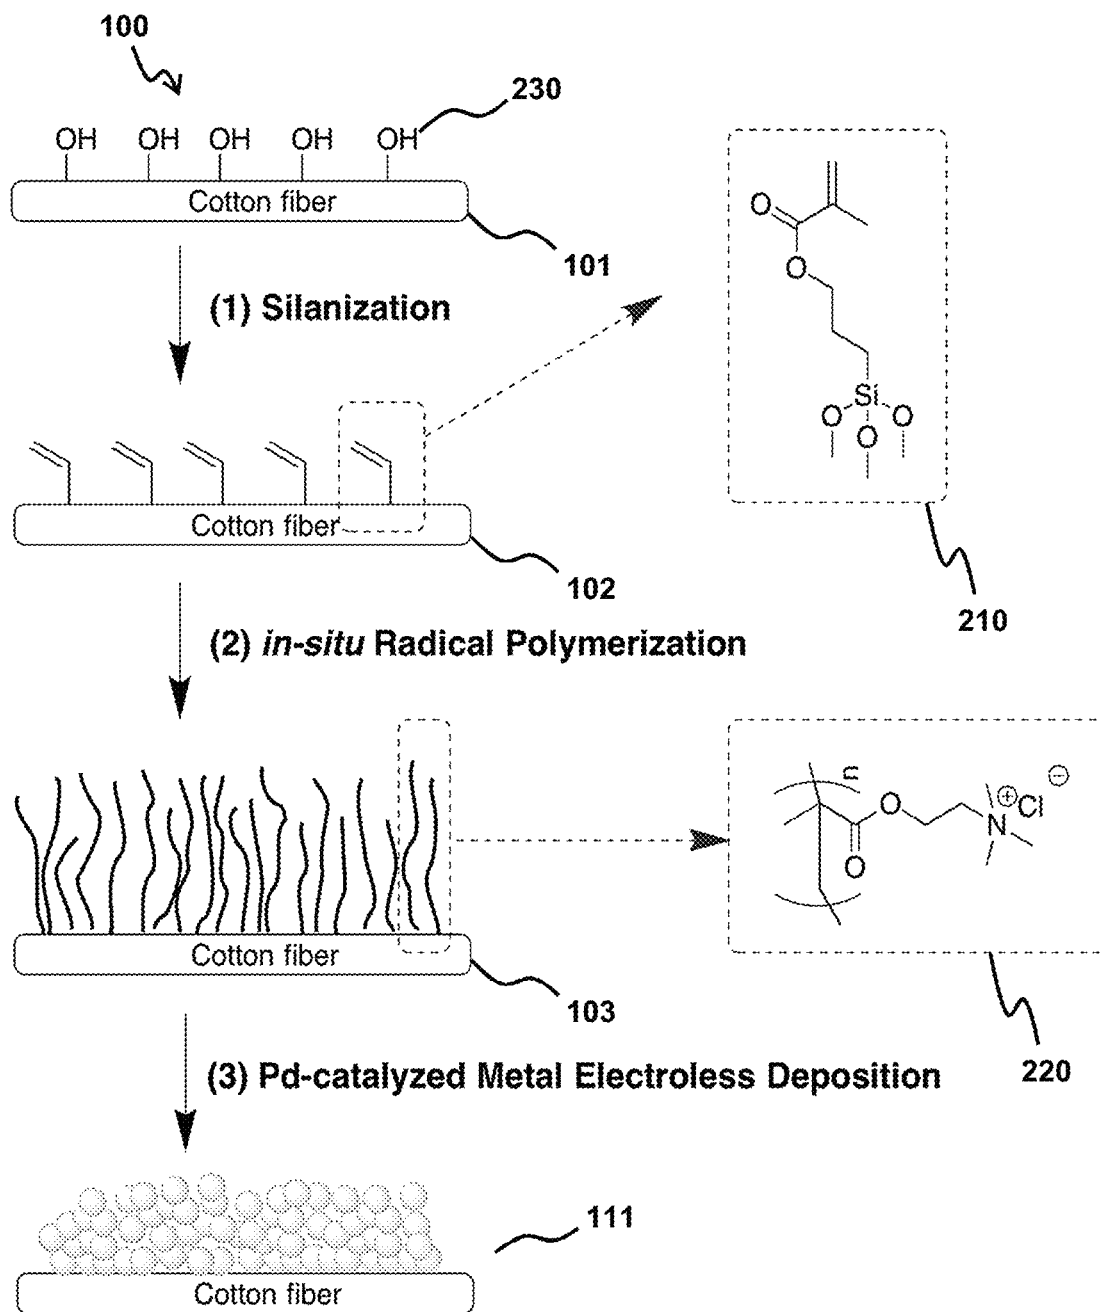 100
230
OH OH OH OH OH
Cotton fiber
101
(1) Silanization
O
O
Si
O O O
210
Cotton fiber
102
(2) in-situ Radical Polymerization
n
O
O
N
⊕
Cl
⊖
220
Cotton fiber
103
(3) Pd-catalyzed Metal Electroless Deposition
111
Cotton fiber